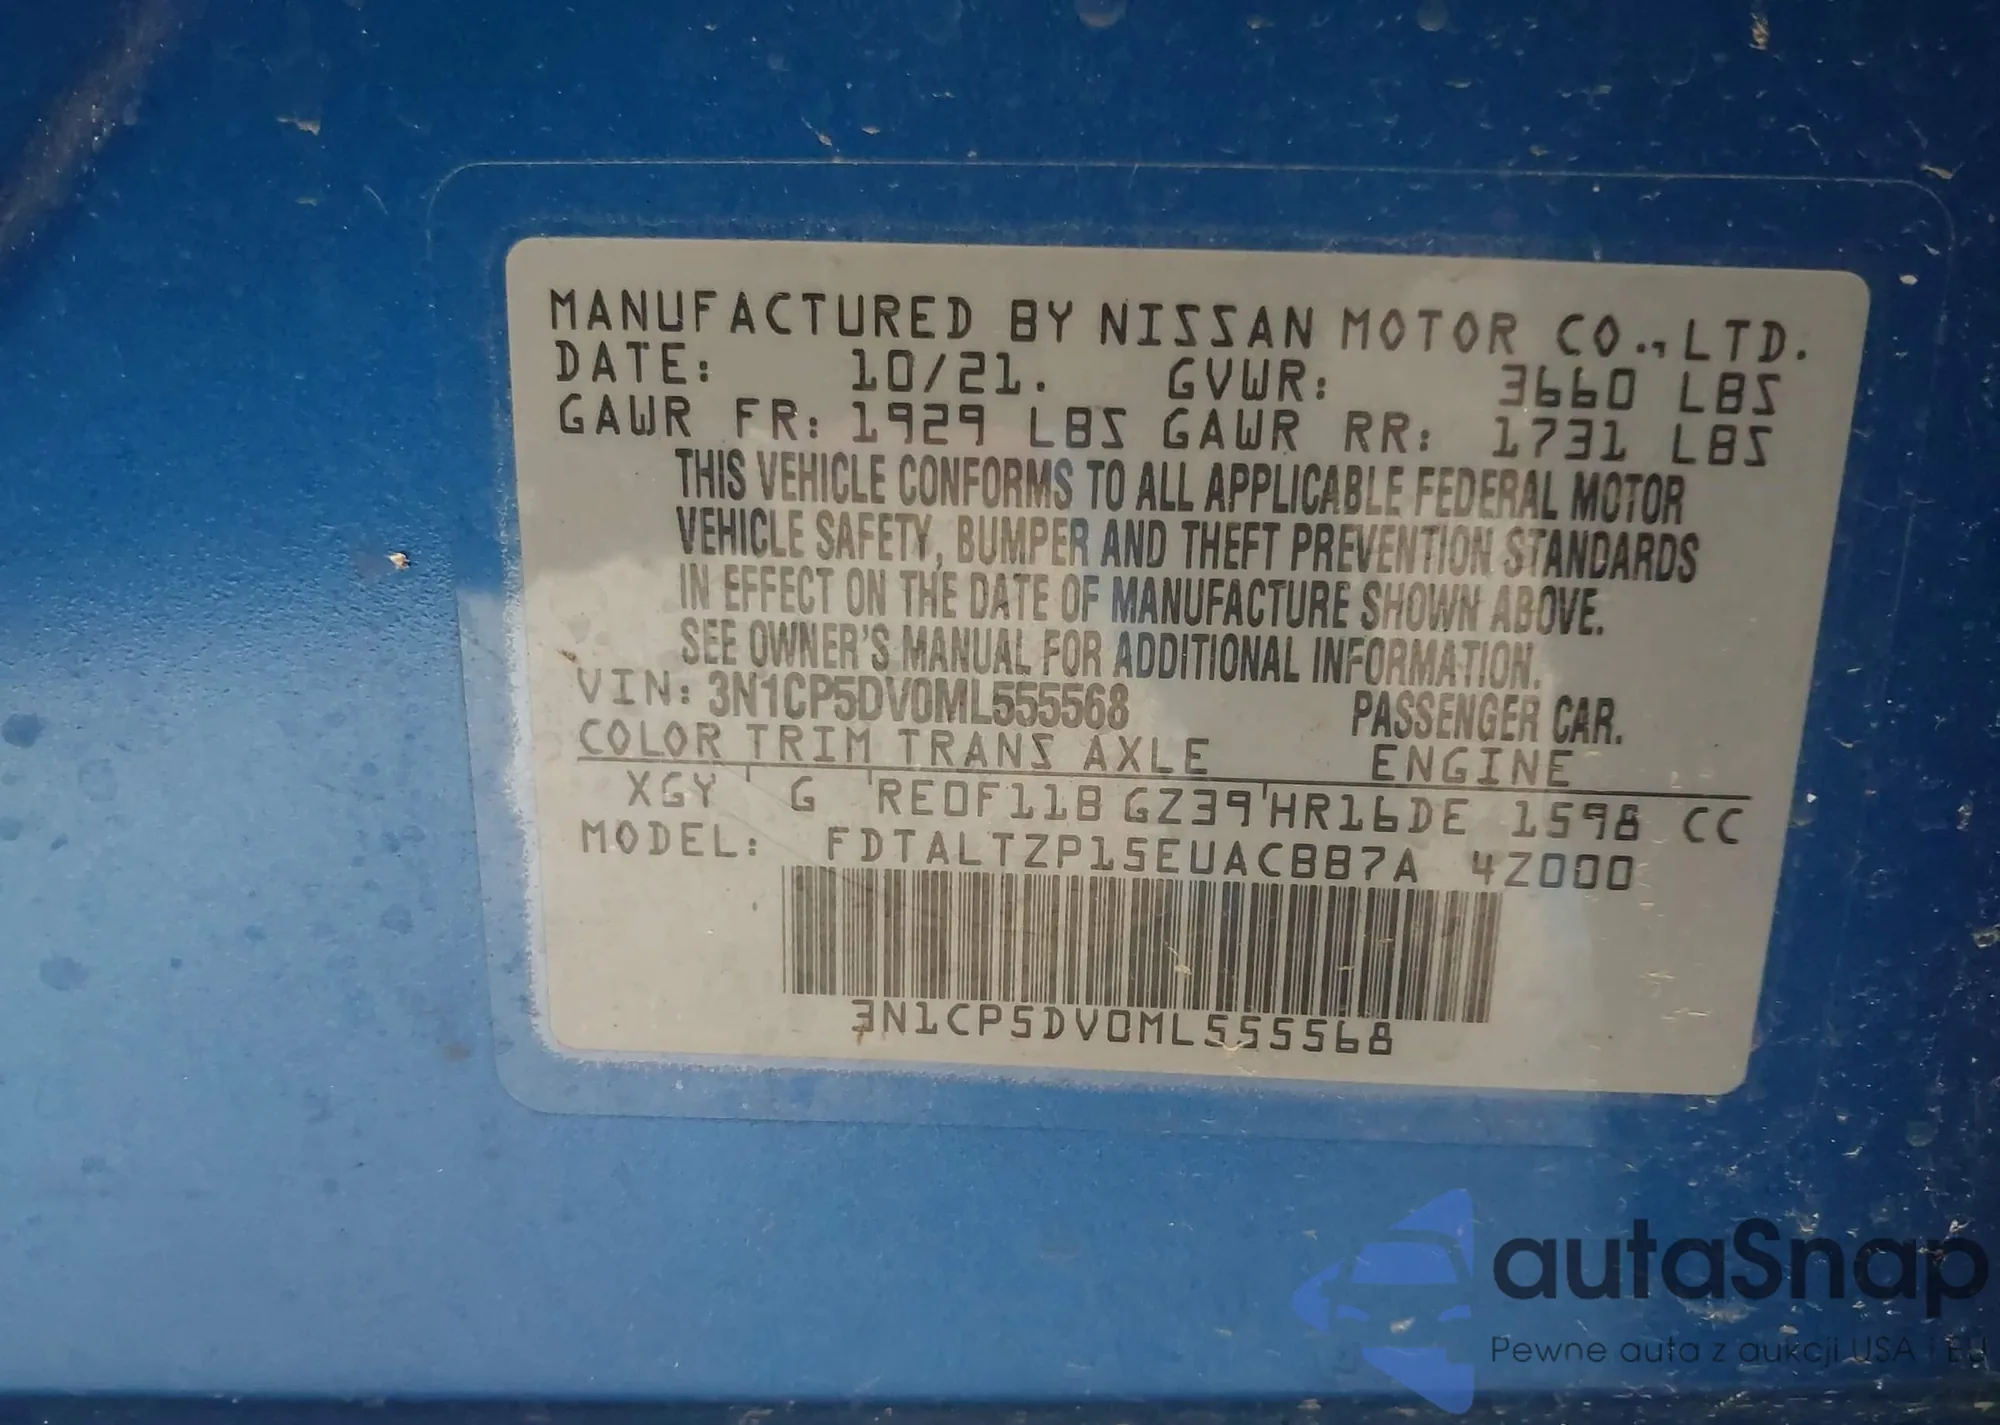 MANUFACTURED BY NISSAN MOTOR CO., LTD.
DATE: 10/21. GVWR: 3660 LBS
GAWR FR: 1929 LBS GAWR RR: 1731 LBS
THIS VEHICLE CONFORMS TO ALL APPLICABLE FEDERAL MOTOR
VEHICLE SAFETY, BUMPER AND THEFT PREVENTION STANDARDS
IN EFFECT ON THE DATE OF MANUFACTURE SHOWN ABOVE.
SEE OWNER'S MANUAL FOR ADDITIONAL INFORMATION.
VIN: 3N1CP5DV0ML555568 PASSENGER CAR.
COLOR TRIM TRANS AXLE ENGINE
XGY G RE0F11B GZ39 HR16DE 1598 CC
MODEL: FDTALTZP15EUACBB7A 4Z000
3N1CP5DV0ML555568
autaSnap
Pewne auta z aukcji USA i EU